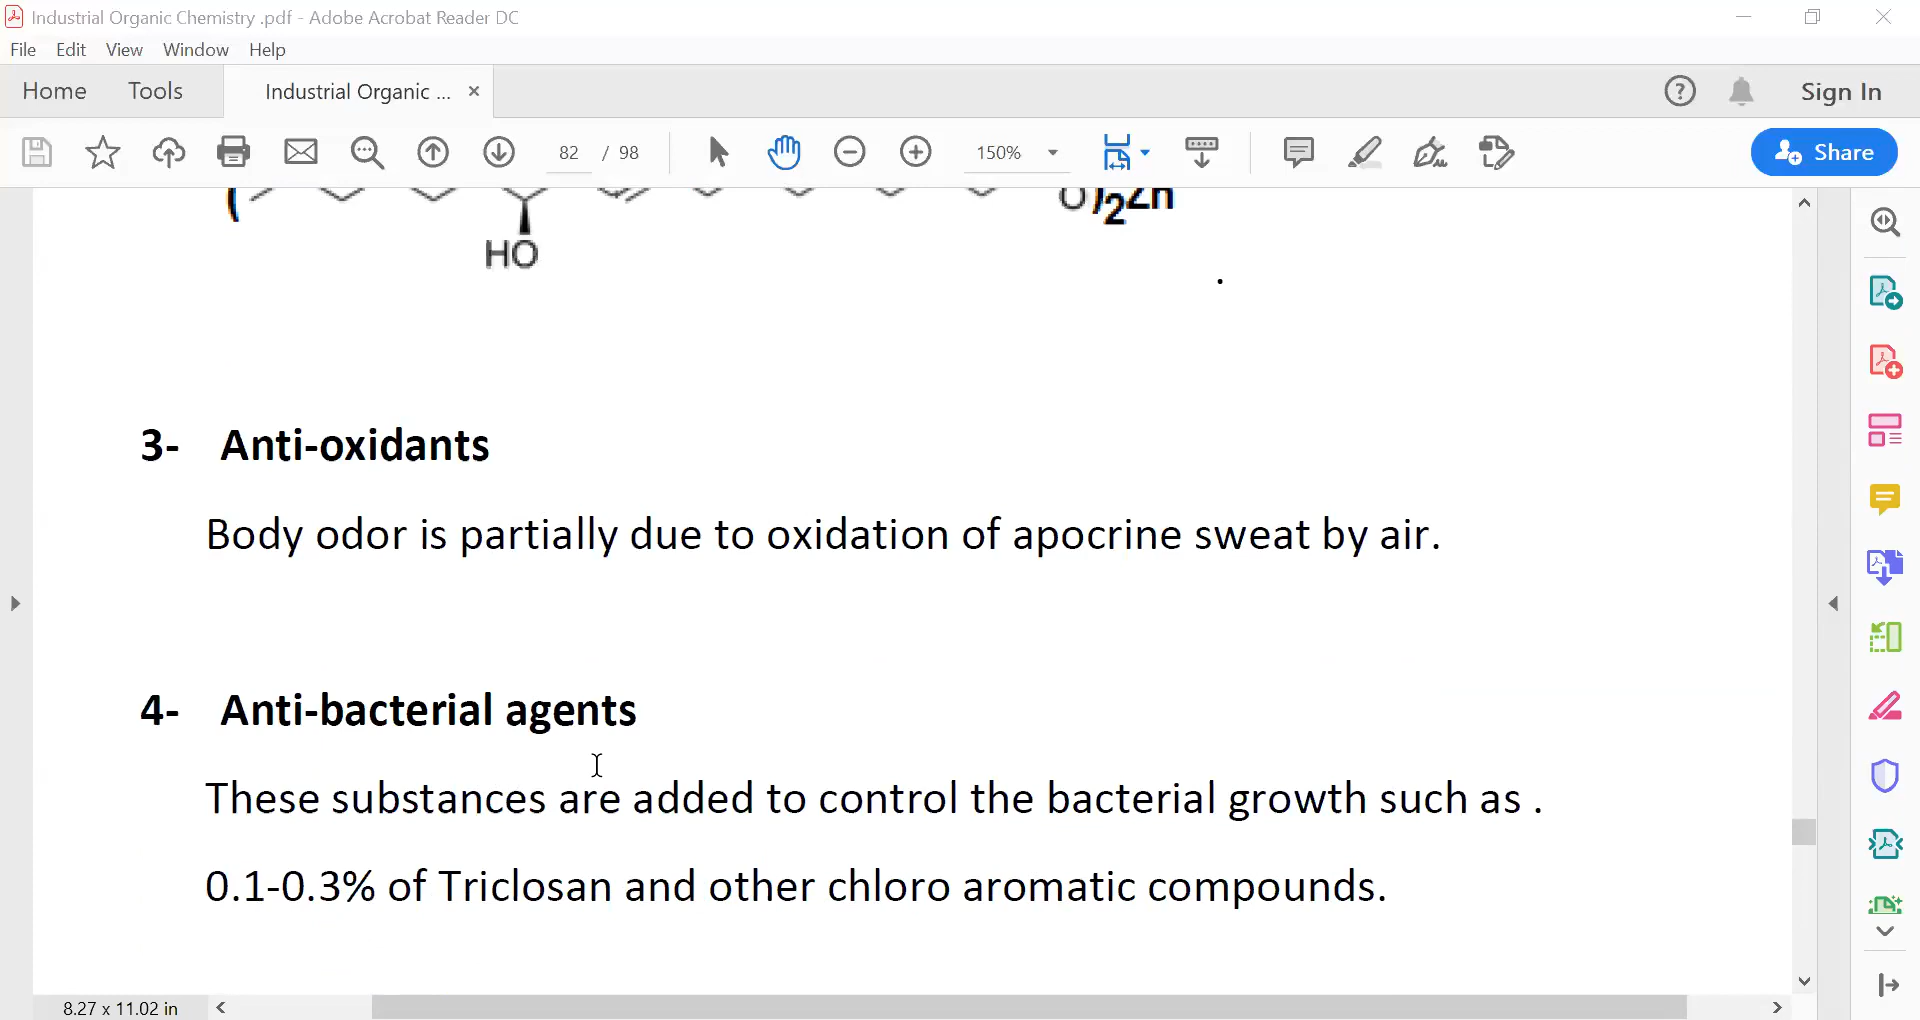 Industrial Organic Chemistry .pdf - Adobe Acrobat Reader DC
File Edit View Window Help
Home Tools Industrial Organic ... × ? Sign In
82 / 98 150% Share
( O)2Zn
HO
.
3- Anti-oxidants
Body odor is partially due to oxidation of apocrine sweat by air.
4- Anti-bacterial agents
These substances are added to control the bacterial growth such as .
0.1-0.3% of Triclosan and other chloro aromatic compounds.
8.27 x 11.02 in